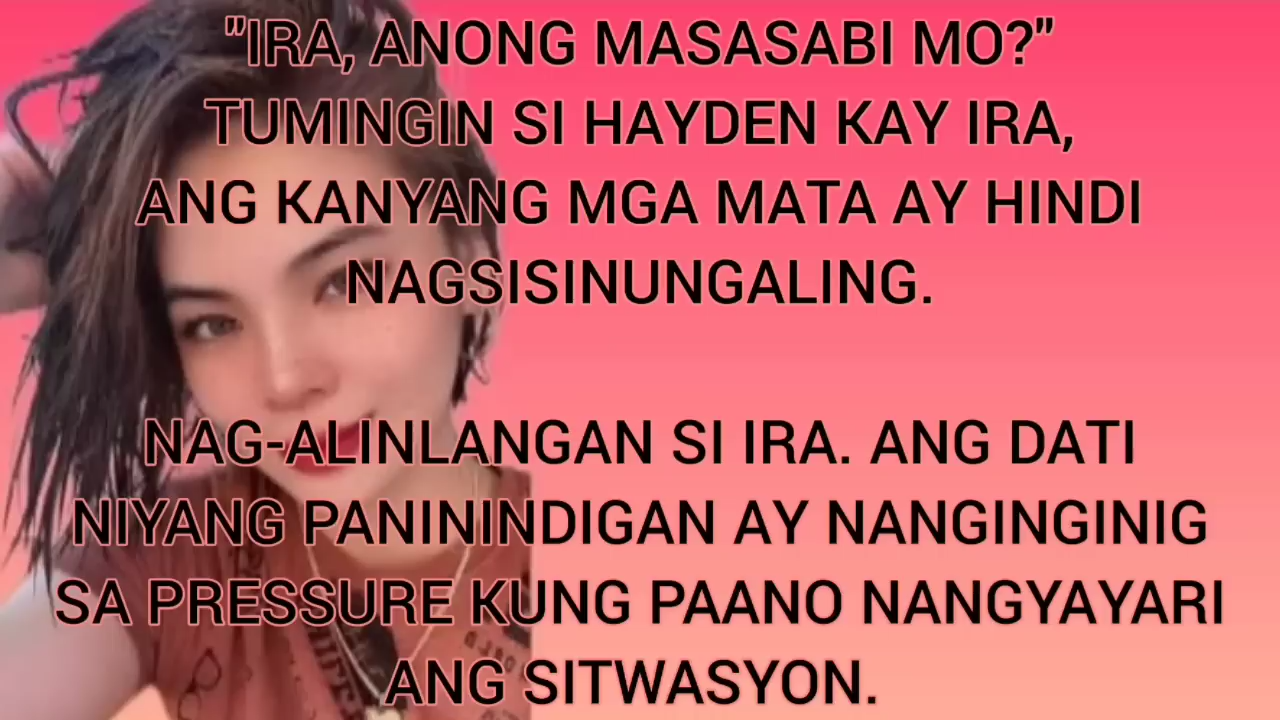 "IRA, ANONG MASASABI MO?"
TUMINGIN SI HAYDEN KAY IRA,
ANG KANYANG MGA MATA AY HINDI
NAGSISINUNGALING.
NAG-ALINLANGAN SI IRA. ANG DATI
NIYANG PANININDIGAN AY NANGINGINIG
SA PRESSURE KUNG PAANO NANGYAYARI
ANG SITWASYON.